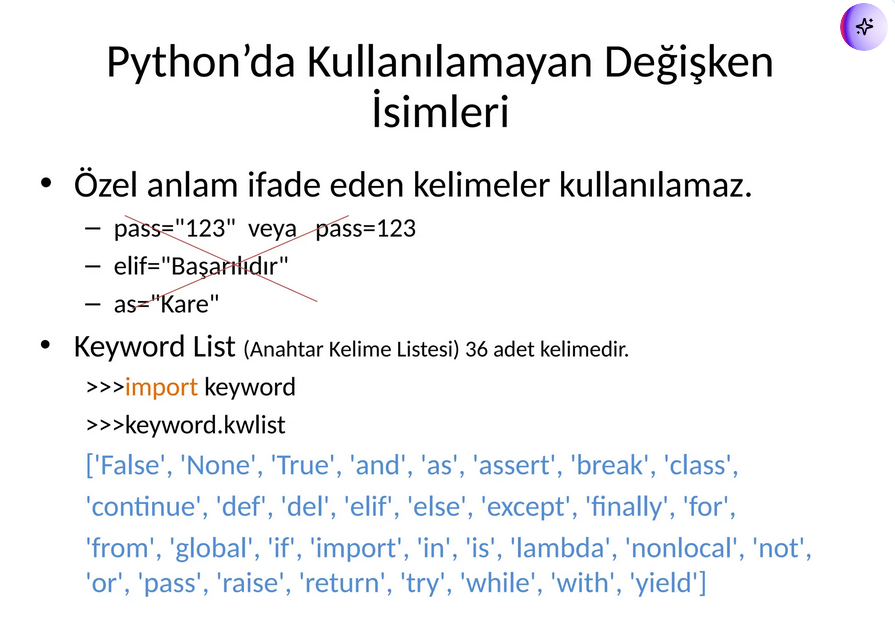 Python’da Kullanılamayan Değişken
İsimleri
• Özel anlam ifade eden kelimeler kullanılamaz.
– pass="123" veya pass=123
– elif="Başarılıdır"
– as="Kare"
• Keyword List (Anahtar Kelime Listesi) 36 adet kelimedir.
>>>import keyword
>>>keyword.kwlist
['False', 'None', 'True', 'and', 'as', 'assert', 'break', 'class',
'continue', 'def', 'del', 'elif', 'else', 'except', 'finally', 'for',
'from', 'global', 'if', 'import', 'in', 'is', 'lambda', 'nonlocal', 'not',
'or', 'pass', 'raise', 'return', 'try', 'while', 'with', 'yield']